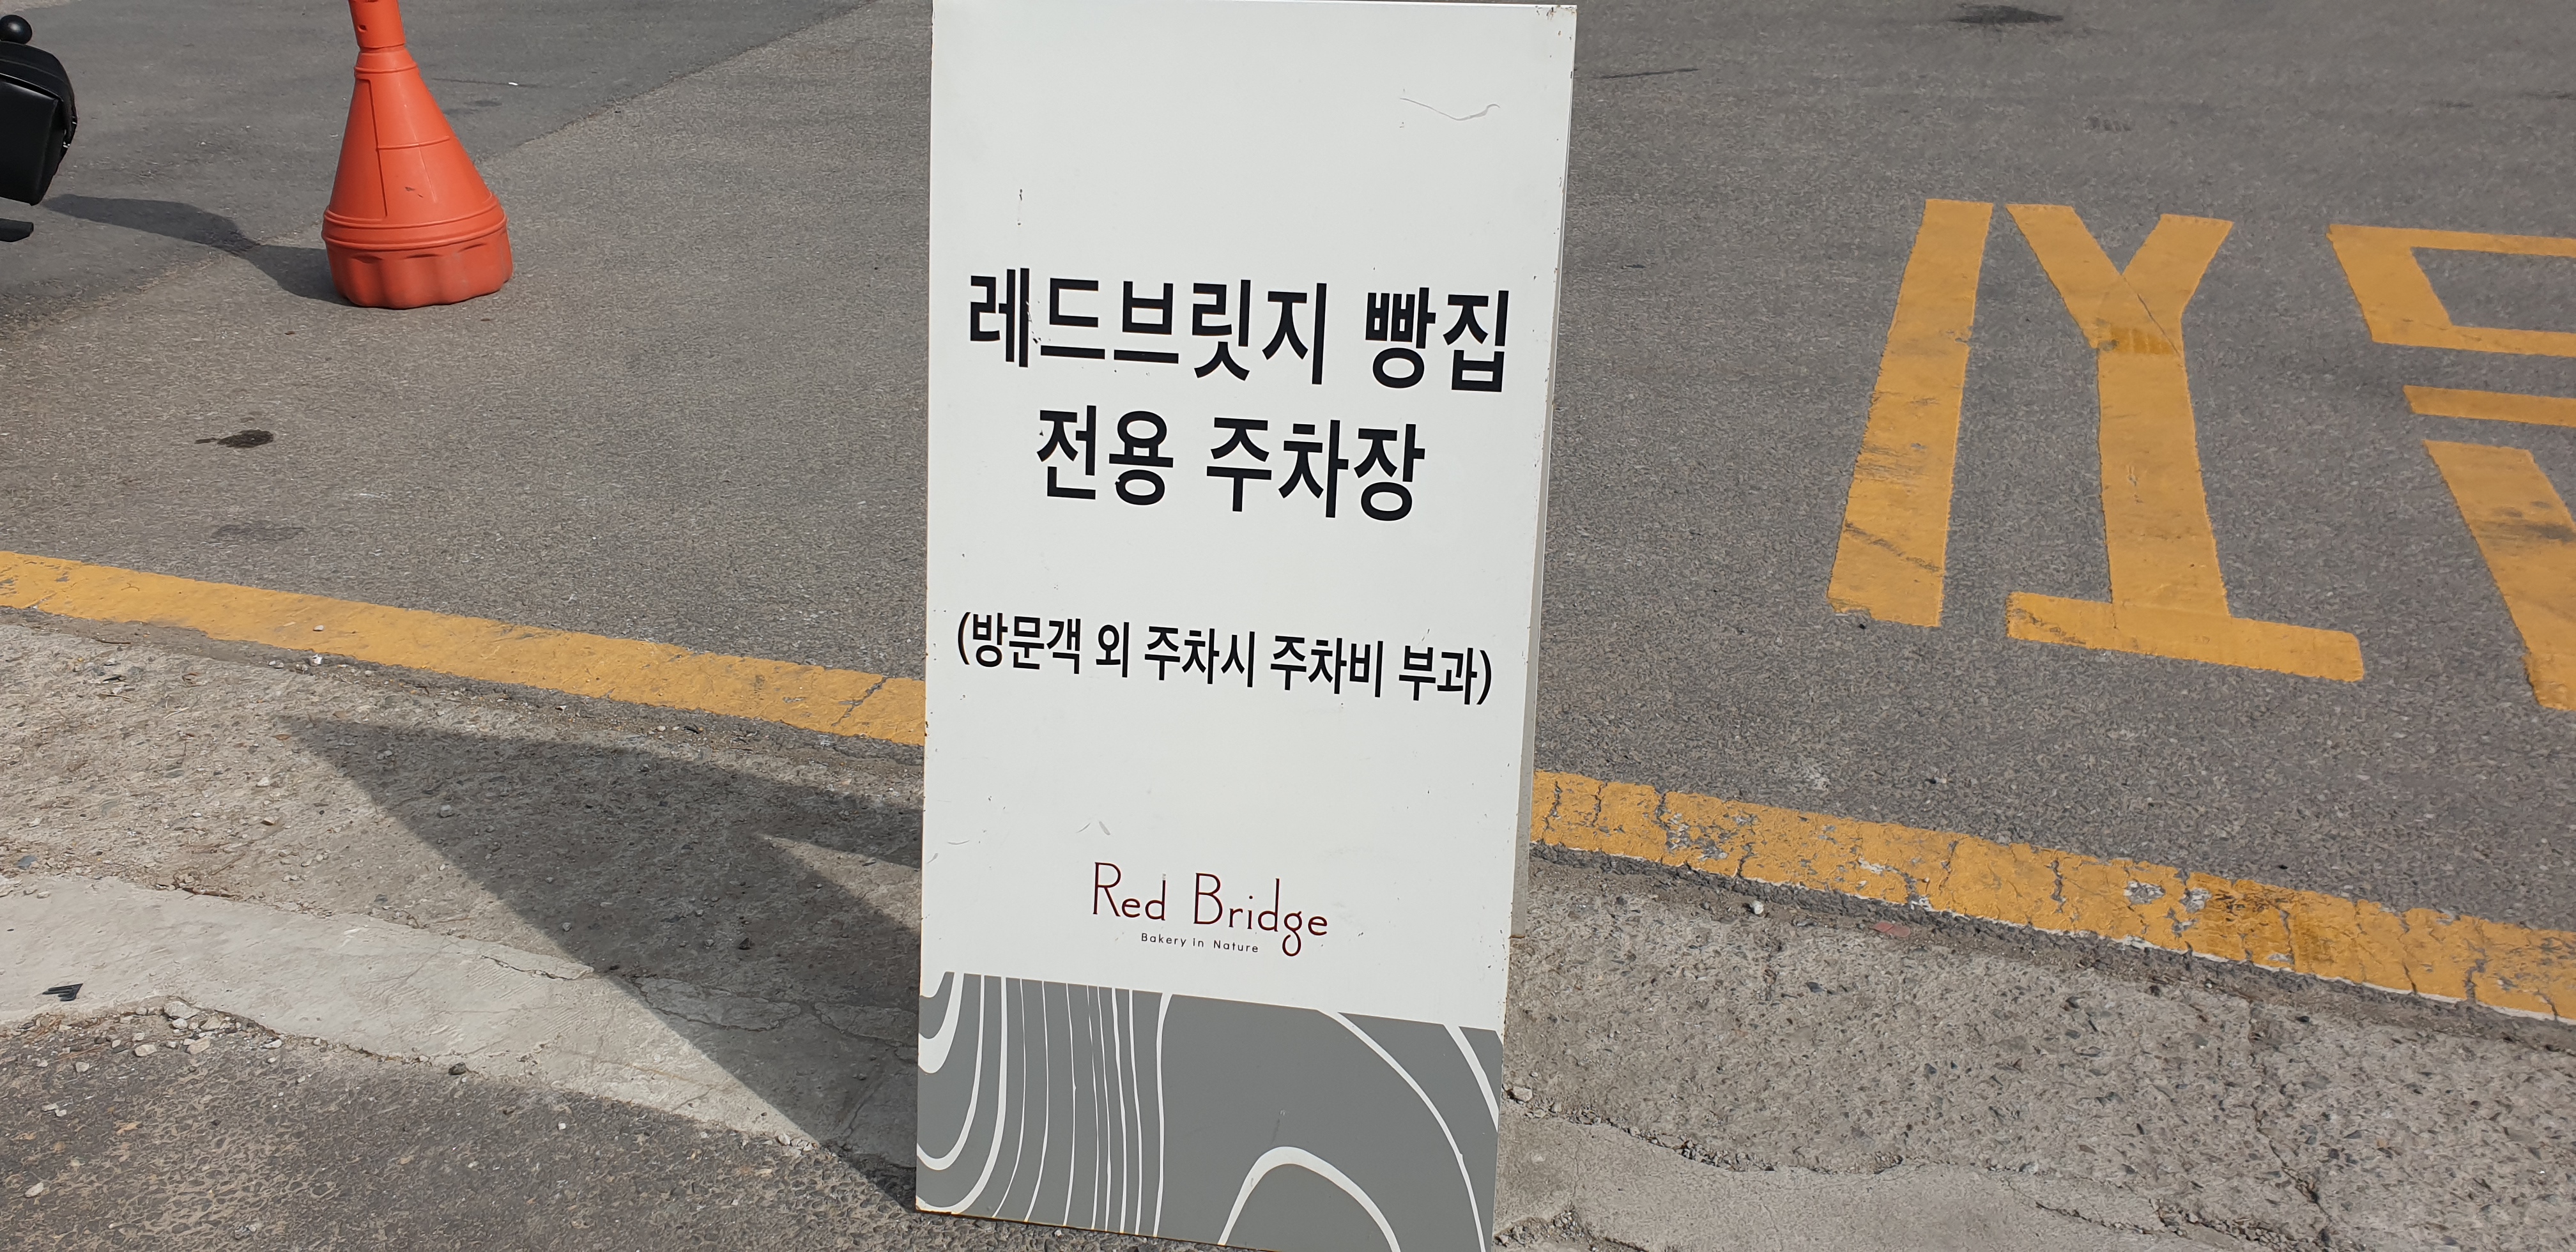 레드브릿지 빵집
전용 주차장
(방문객 외 주차시 주차비 부과)
Red Bridge
Bakery in Nature